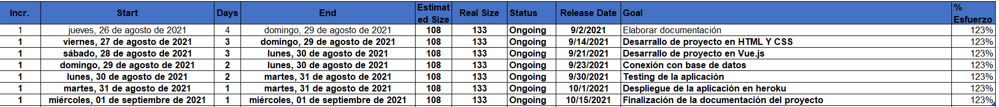 Incr. Start Days End Estimated Size Real Size Status Release Date Goal % Esfuerzo
1 jueves, 26 de agosto de 2021 4 domingo, 29 de agosto de 2021 108 133 Ongoing 9/2/2021 Elaborar documentación 123%
1 viernes, 27 de agosto de 2021 3 domingo, 29 de agosto de 2021 108 133 Ongoing 9/14/2021 Desarrallo de proyecto en HTML Y CSS 123%
1 sábado, 28 de agosto de 2021 3 lunes, 30 de agosto de 2021 108 133 Ongoing 9/21/2021 Desarrallo de proyecto en Vue.js 123%
1 domingo, 29 de agosto de 2021 2 lunes, 30 de agosto de 2021 108 133 Ongoing 9/23/2021 Conexión con base de datos 123%
1 lunes, 30 de agosto de 2021 2 martes, 31 de agosto de 2021 108 133 Ongoing 9/30/2021 Testing de la aplicación 123%
1 martes, 31 de agosto de 2021 1 martes, 31 de agosto de 2021 108 133 Ongoing 10/1/2021 Despliegue de la aplicación en heroku 123%
1 miércoles, 01 de septiembre de 2021 1 miércoles, 01 de septiembre de 2021 108 133 Ongoing 10/15/2021 Finalización de la documentación del proyecto 123%